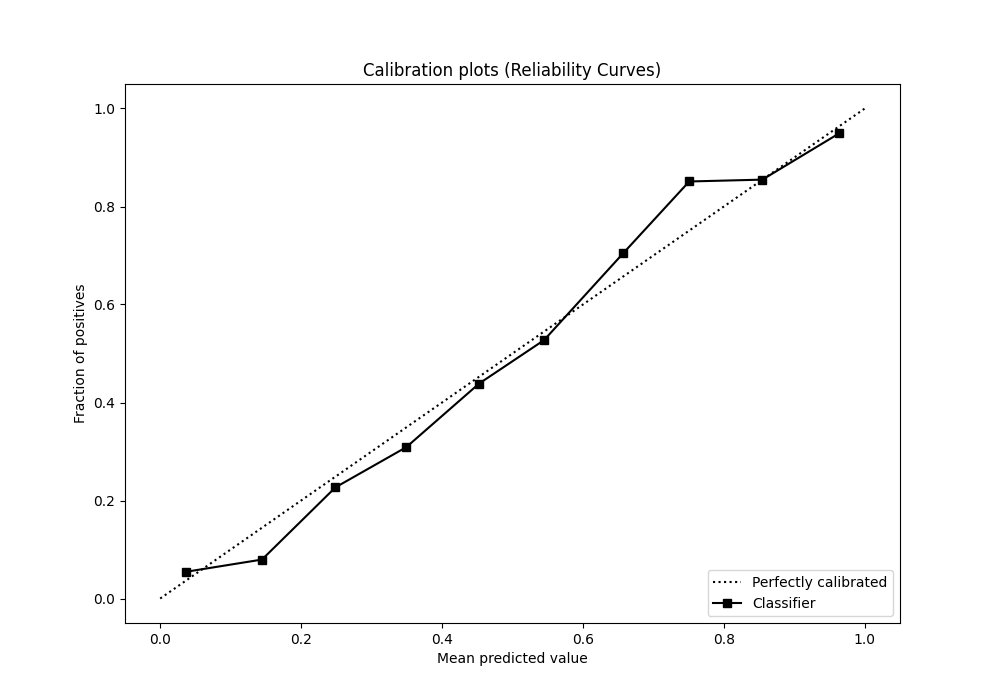 Calibration plots (Reliability Curves)
1.0
0.8
0.6
0.4
0.2
0.0
Fraction of positives
0.0 0.2 0.4 0.6 0.8 1.0
Mean predicted value
Perfectly calibrated
Classifier